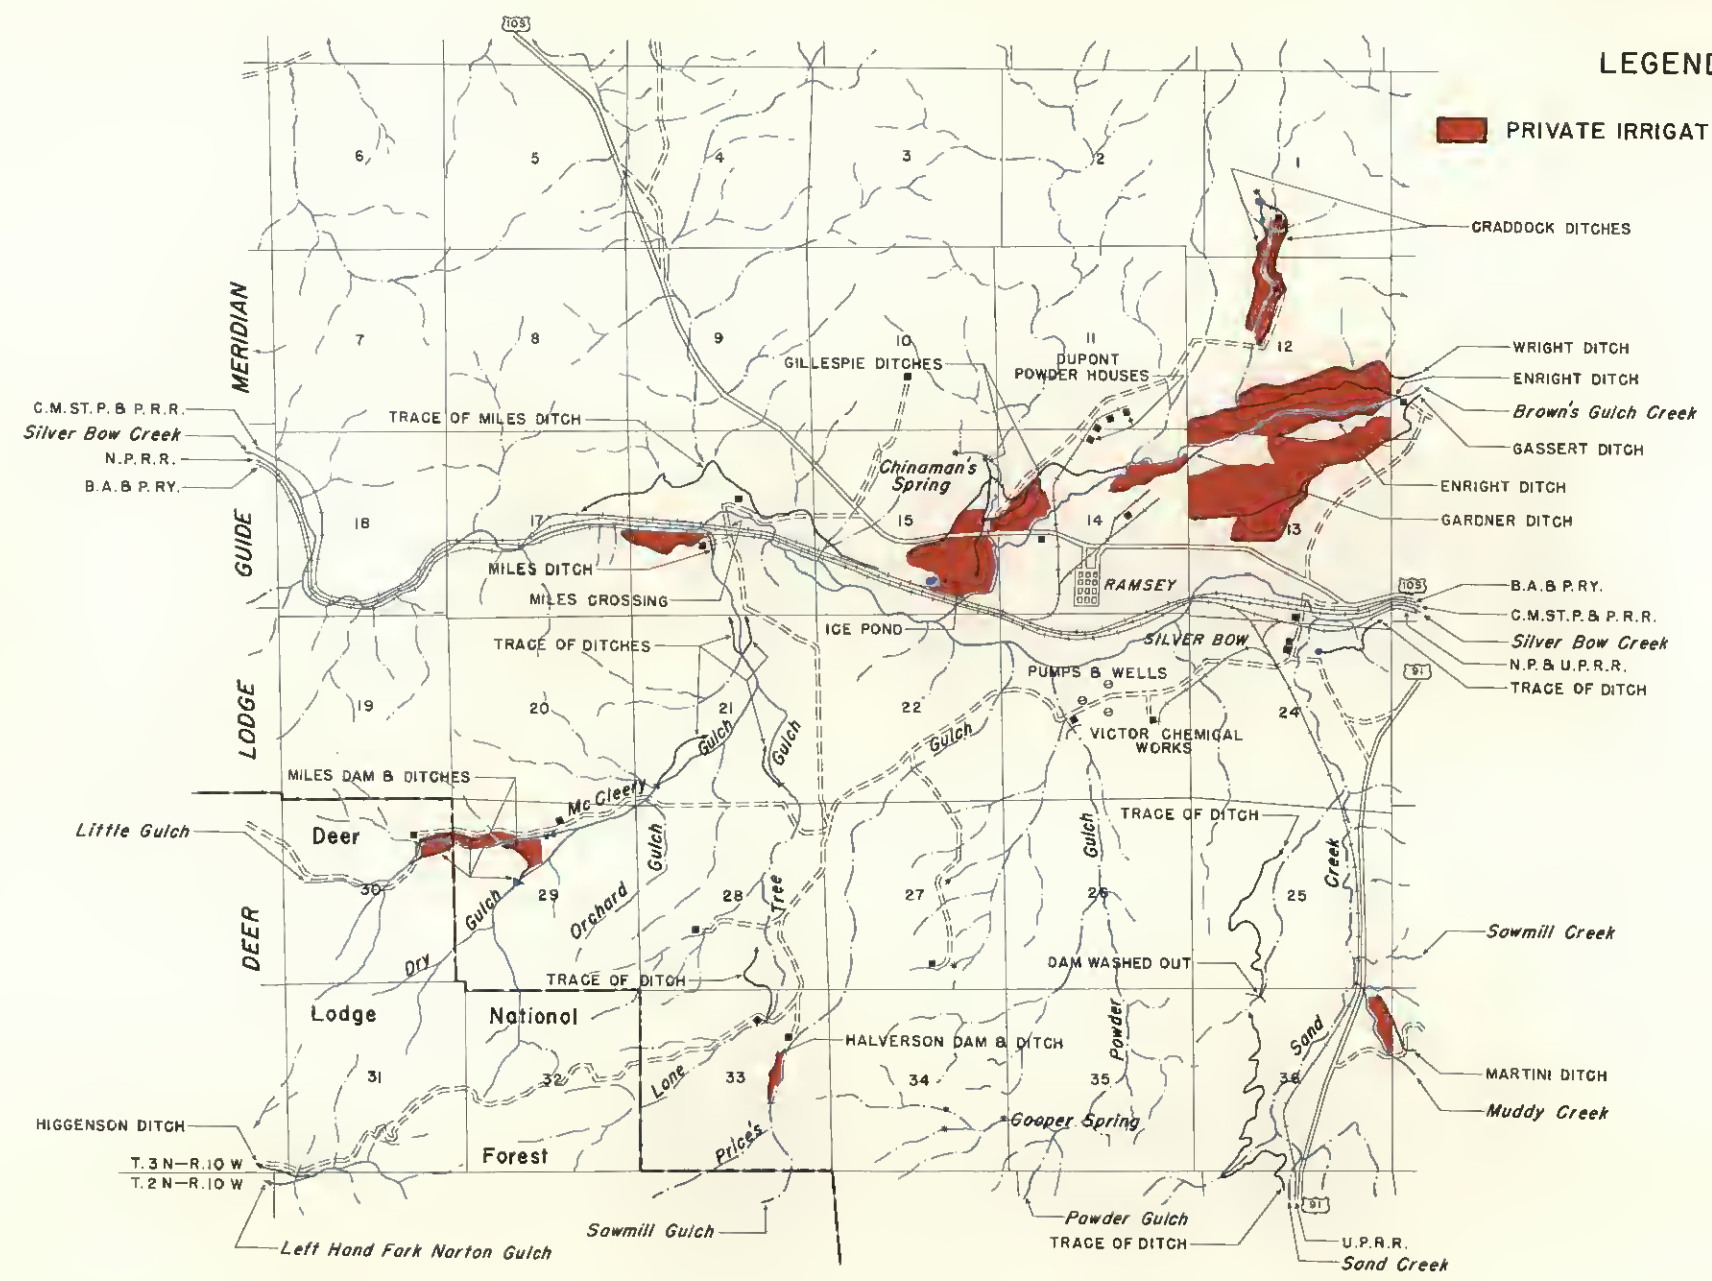 LEGEND
PRIVATE IRRIGAT
105
6
5
4
3
2
1
CRADDOCK DITCHES
MERIDIAN
7
8
9
10
11
12
GILLESPIE DITCHES
DUPONT
POWDER HOUSES
WRIGHT DITCH
ENRIGHT DITCH
Brown's Gulch Creek
GASSERT DITCH
ENRIGHT DITCH
GARDNER DITCH
C.M.ST.P. & P.R.R.
Silver Bow Creek
N.P.R.R.
B.A. & P. RY.
TRACE OF MILES DITCH
Chinaman's
Spring
GUIDE
18
17
15
14
13
MILES DITCH
MILES CROSSING
RAMSEY
105
B.A. & P. RY.
C.M.ST.P. & P.R.R.
Silver Bow Creek
N.P. & U.P.R.R.
TRACE OF DITCH
ICE POND
SILVER BOW
TRACE OF DITCHES
PUMPS & WELLS
91
LODGE
19
20
21
22
24
Gulch
Gulch
Gulch
VICTOR CHEMICAL
WORKS
MILES DAM & DITCHES
McCleery
TRACE OF DITCH
Little Gulch
Deer
Gulch
Gulch
Creek
30
29
28
27
26
25
Gulch
Orchard
Tree
DEER
Dry
Sawmill Creek
TRACE OF DITCH
DAM WASHED OUT
Lodge
National
Powder
Sand
HALVERSON DAM & DITCH
31
32
Lone
33
34
35
36
MARTINI DITCH
Muddy Creek
HIGGENSON DITCH
Price's
Cooper Spring
Forest
T. 3 N-R. 10 W
T. 2 N-R. 10 W
91
Left Hand Fork Norton Gulch
Sawmill Gulch
Powder Gulch
TRACE OF DITCH
U.P.R.R.
Sand Creek